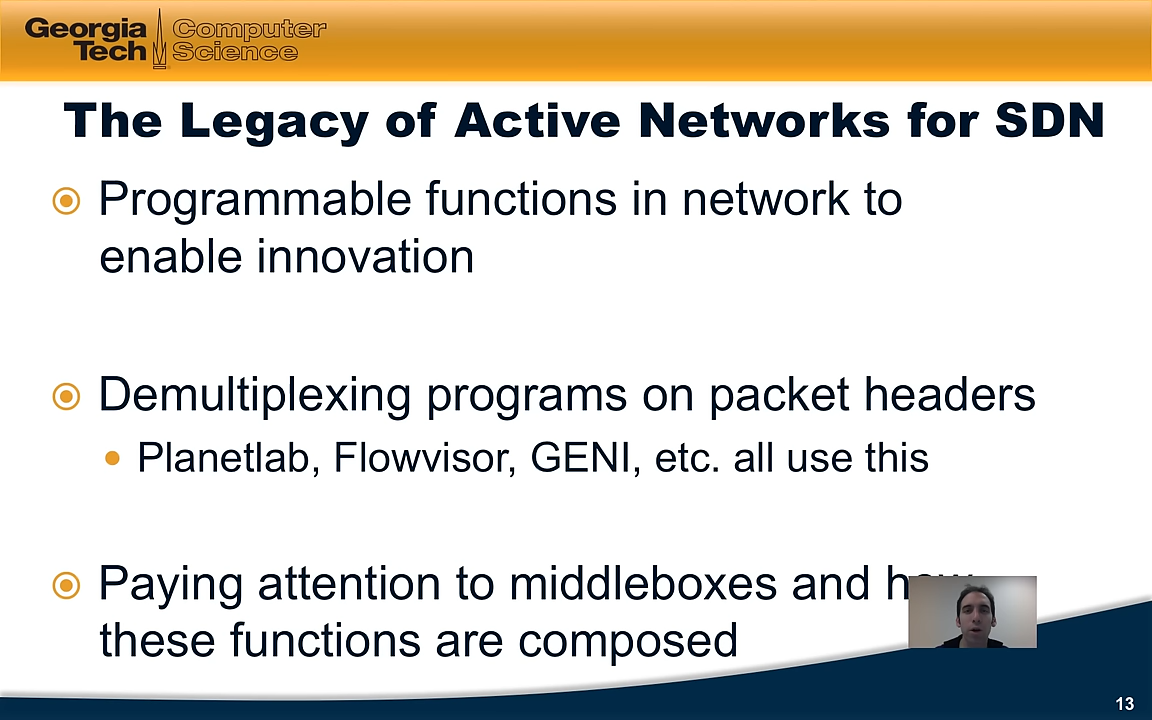 Georgia Tech
Computer Science
The Legacy of Active Networks for SDN
Programmable functions in network to
enable innovation
Demultiplexing programs on packet headers
Planetlab, Flowvisor, GENI, etc. all use this
Paying attention to middleboxes and how
these functions are composed
13